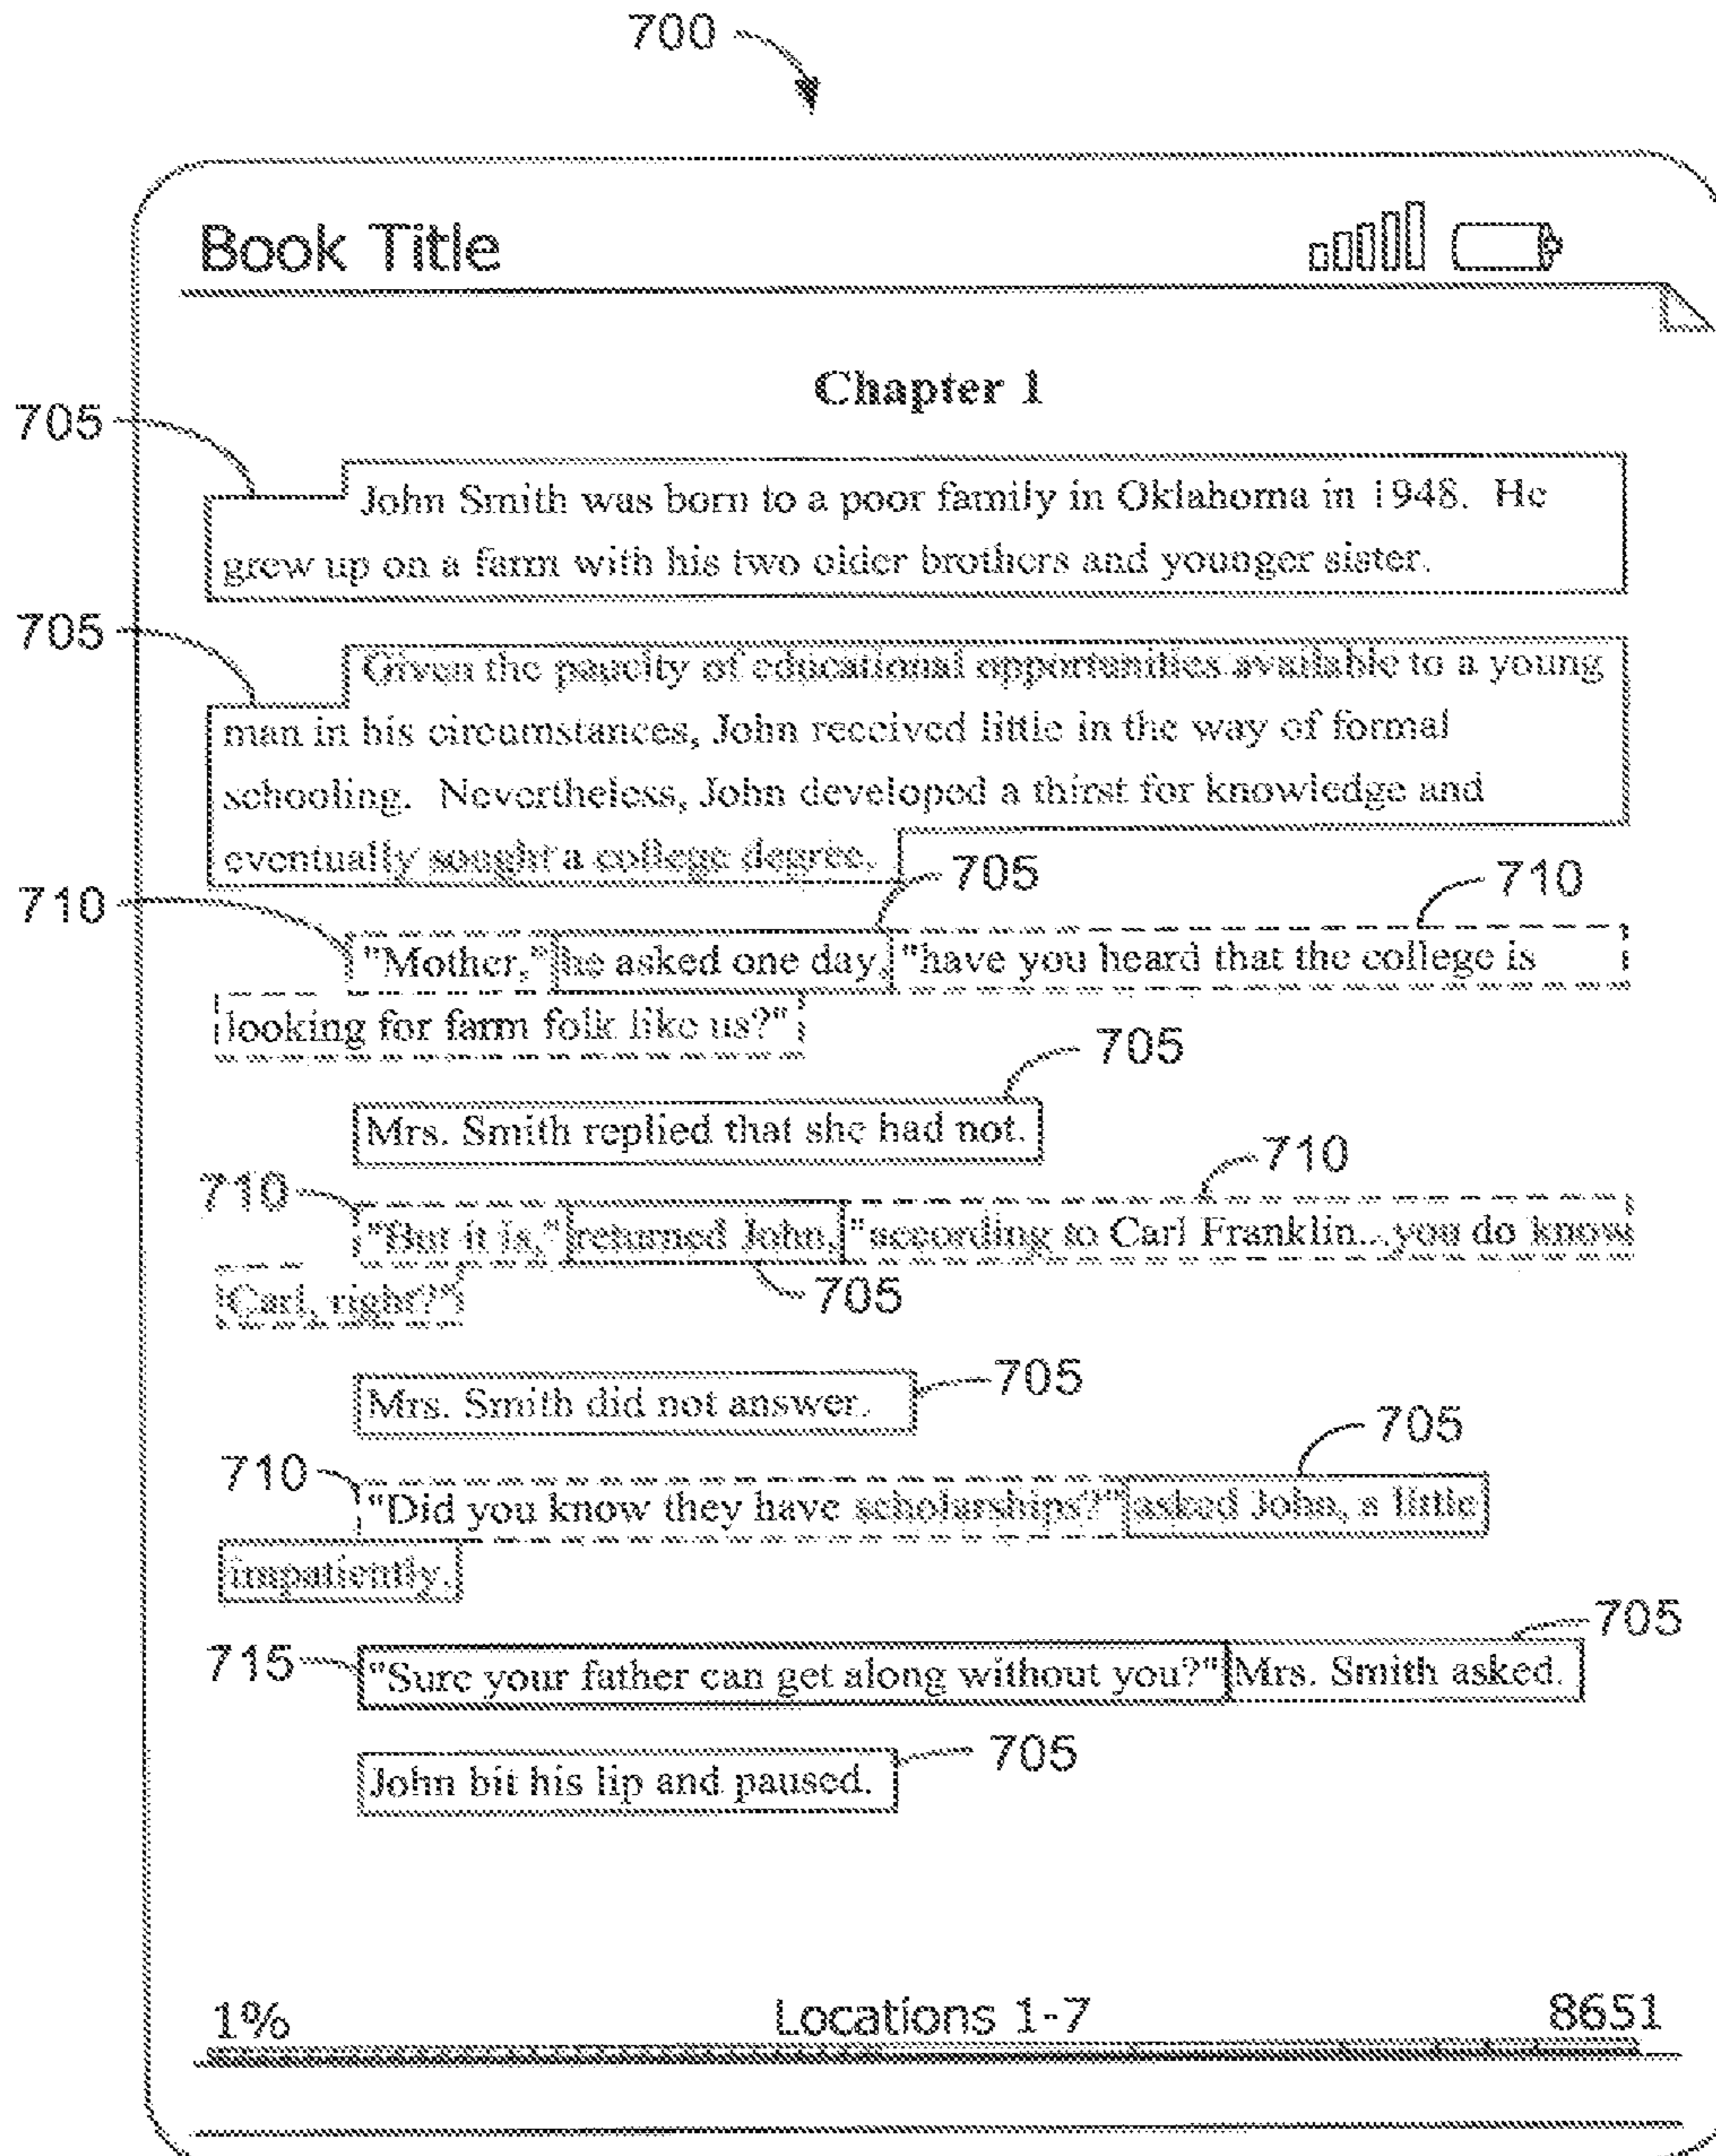 700
Book Title
Chapter 1
705
John Smith was born to a poor family in Oklahoma in 1948. He
grew up on a farm with his two older brothers and younger sister.
705
Given the paucity of educational opportunities available to a young
man in his circumstances, John received little in the way of formal
schooling. Nevertheless, John developed a thirst for knowledge and
eventually sought a college degree.
705
710
710
"Mother," he asked one day, "have you heard that the college is
looking for farm folk like us?"
705
Mrs. Smith replied that she had not.
710
710
"But it is," returned John, "according to Carl Franklin...you do know
Carl, right?"
705
Mrs. Smith did not answer.
705
705
710
"Did you know they have scholarships?" asked John, a little
impatiently.
705
715
"Sure your father can get along without you?" Mrs. Smith asked.
John bit his lip and paused.
705
1% Locations 1-7 8651